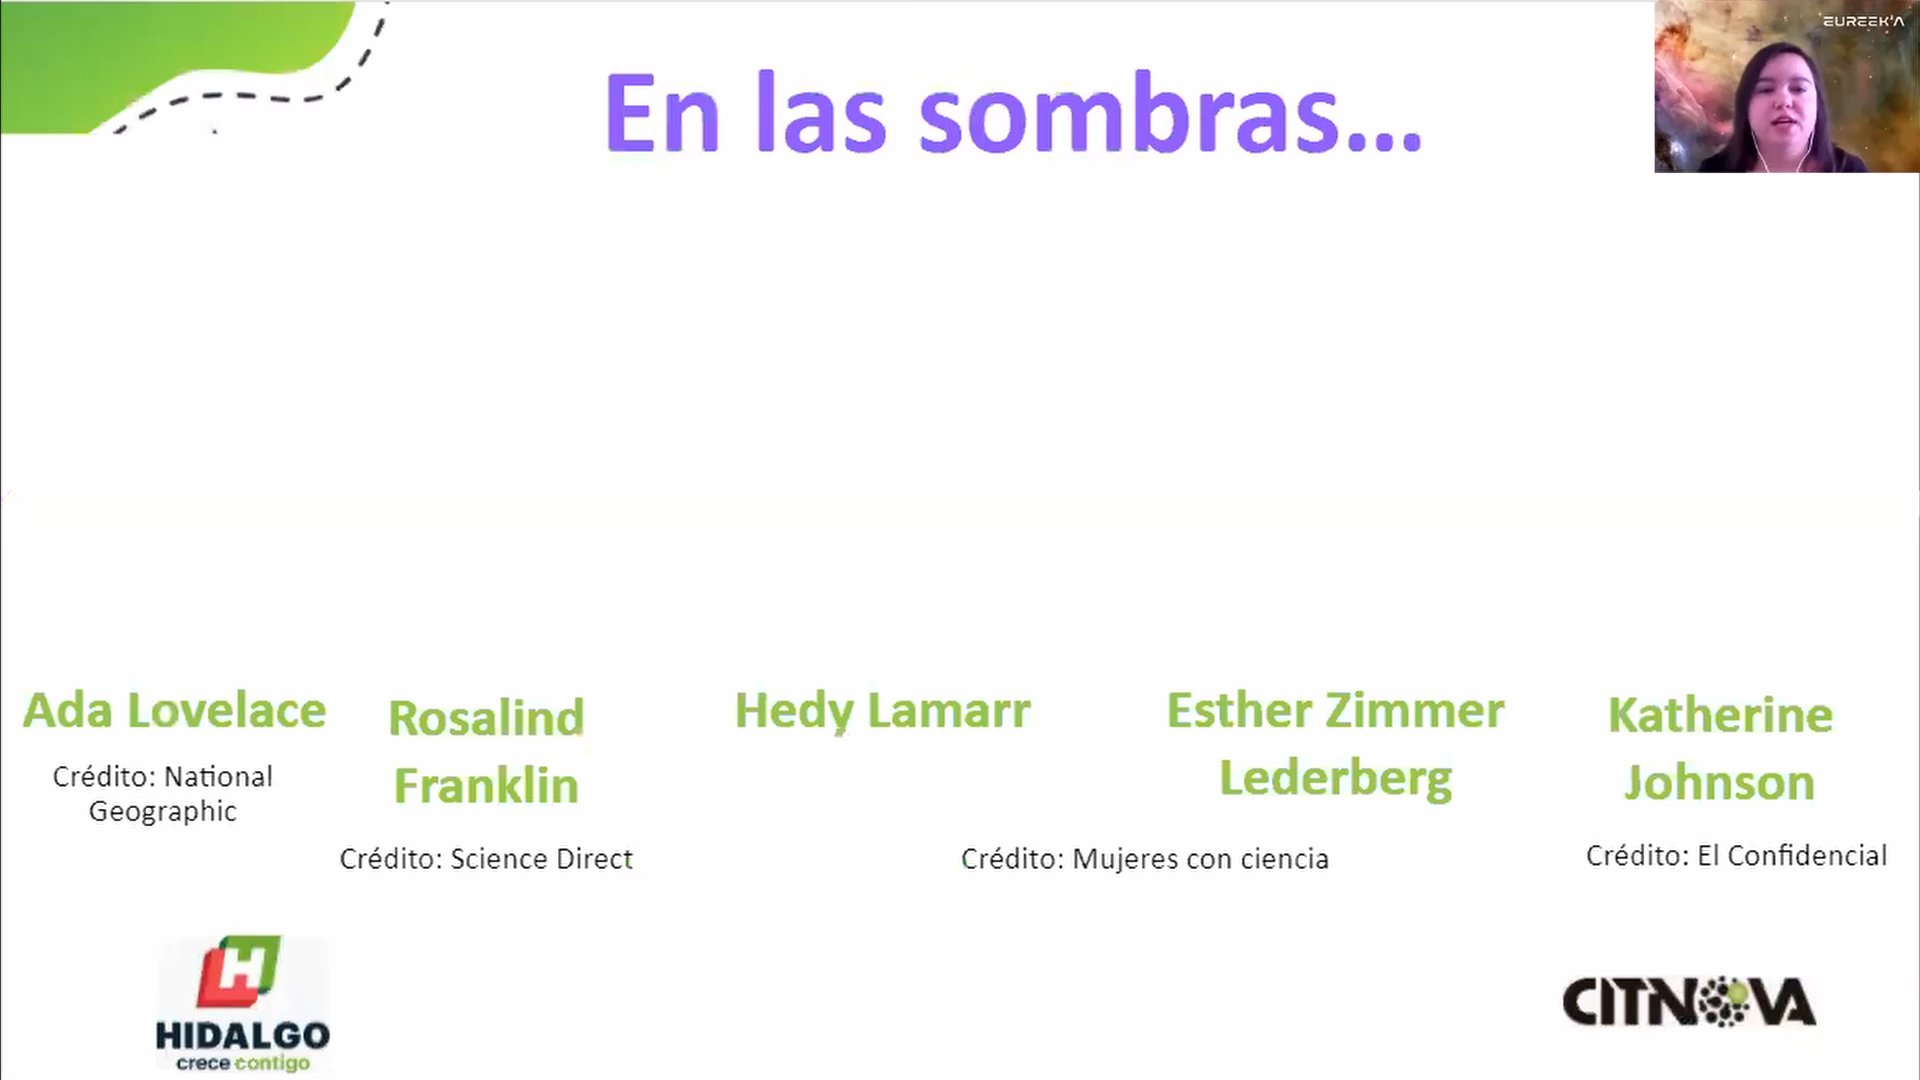 EUREEK'A
En las sombras...
Ada Lovelace
Crédito: National
Geographic
Rosalind
Franklin
Crédito: Science Direct
Hedy Lamarr
Esther Zimmer
Lederberg
Crédito: Mujeres con ciencia
Katherine
Johnson
Crédito: El Confidencial
H
HIDALGO
crece contigo
CITNOVA